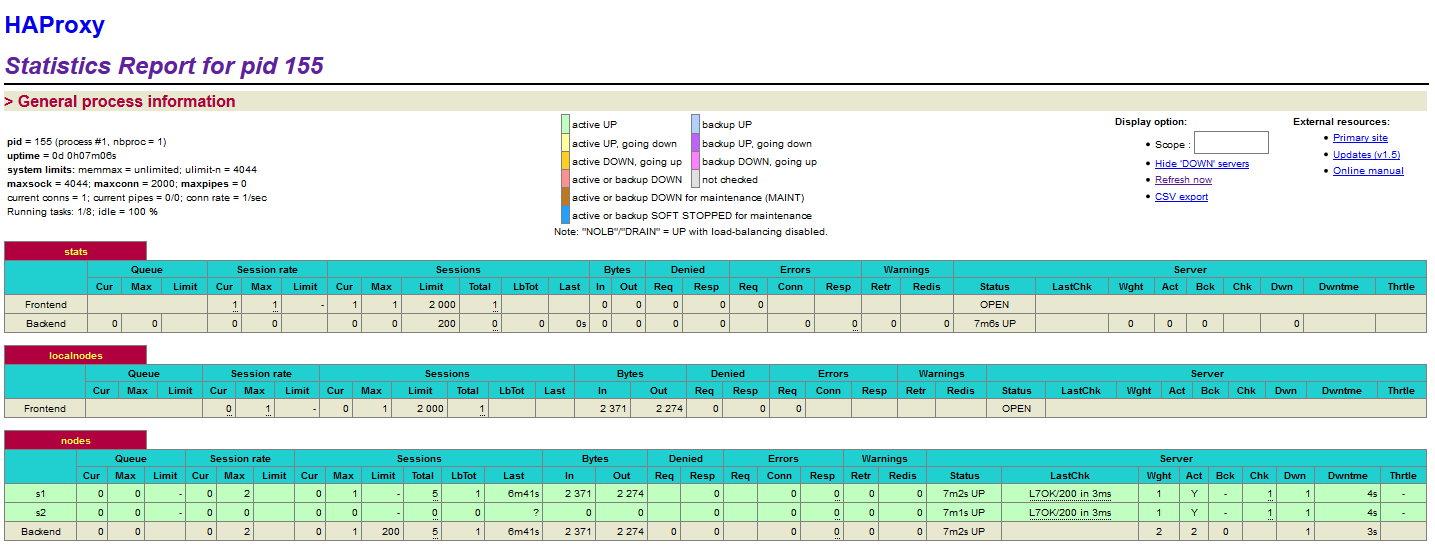 HAProxy
Statistics Report for pid 155
> General process information
pid = 155 (process #1, nbproc = 1)
uptime = 0d 0h07m06s
system limits: memmax = unlimited; ulimit-n = 4044
maxsock = 4044; maxconn = 2000; maxpipes = 0
current conns = 1; current pipes = 0/0; conn rate = 1/sec
Running tasks: 1/8; idle = 100 %
active UP backup UP
active UP, going down backup UP, going down
active DOWN, going up backup DOWN, going up
active or backup DOWN not checked
active or backup DOWN for maintenance (MAINT)
active or backup SOFT STOPPED for maintenance
Note: "NOLB"/"DRAIN" = UP with load-balancing disabled.
Display option:
Scope :
Hide 'DOWN' servers
Refresh now
CSV export
External resources:
Primary site
Updates (v1.5)
Online manual
stats
Queue Session rate Sessions Bytes Denied Errors Warnings Server
Cur Max Limit Cur Max Limit Cur Max Limit Total LbTot Last In Out Req Resp Req Conn Resp Retr Redis Status LastChk Wght Act Bck Chk Dwn Dwntme Thrtle
Frontend 1 1 - 1 1 2 000 1 0 0 0 0 0 OPEN
Backend 0 0 0 0 0 0 200 0 0 0s 0 0 0 0 0 0 0 0 7m6s UP 0 0 0 0
localnodes
Queue Session rate Sessions Bytes Denied Errors Warnings Server
Cur Max Limit Cur Max Limit Cur Max Limit Total LbTot Last In Out Req Resp Req Conn Resp Retr Redis Status LastChk Wght Act Bck Chk Dwn Dwntme Thrtle
Frontend 0 1 - 0 1 2 000 1 2 371 2 274 0 0 0 OPEN
nodes
Queue Session rate Sessions Bytes Denied Errors Warnings Server
Cur Max Limit Cur Max Limit Cur Max Limit Total LbTot Last In Out Req Resp Req Conn Resp Retr Redis Status LastChk Wght Act Bck Chk Dwn Dwntme Thrtle
s1 0 0 - 0 2 0 1 - 5 1 6m41s 2 371 2 274 0 0 0 0 0 7m2s UP L7OK/200 in 3ms 1 Y - 1 1 4s -
s2 0 0 - 0 0 0 0 - 0 0 ? 0 0 0 0 0 0 0 7m1s UP L7OK/200 in 3ms 1 Y - 1 1 4s -
Backend 0 0 0 2 0 1 200 5 1 6m41s 2 371 2 274 0 0 0 0 0 0 7m2s UP 2 2 0 1 3s